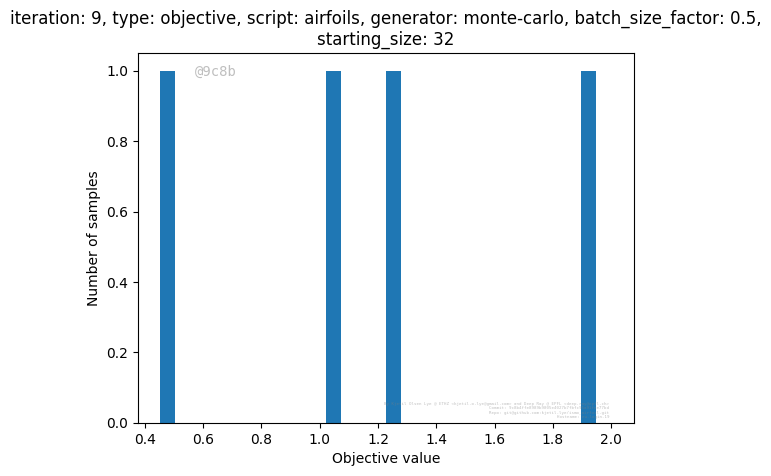 iteration: 9, type: objective, script: airfoils, generator: monte-carlo, batch_size_factor: 0.5,
starting_size: 32
@9c8b
1.0
0.8
0.6
0.4
0.2
0.0
Number of samples
0.4 0.6 0.8 1.0 1.2 1.4 1.6 1.8 2.0
Objective value